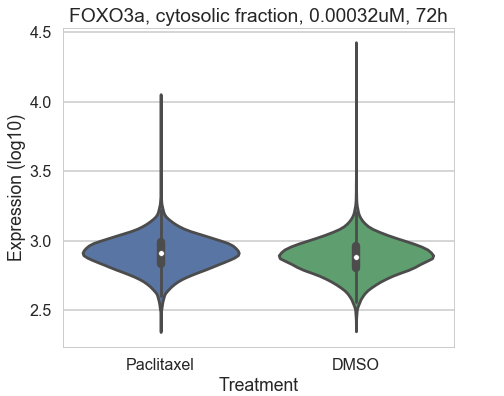 FOXO3a, cytosolic fraction, 0.00032uM, 72h
4.5
4.0
3.5
3.0
2.5
Expression (log10)
Paclitaxel
DMSO
Treatment